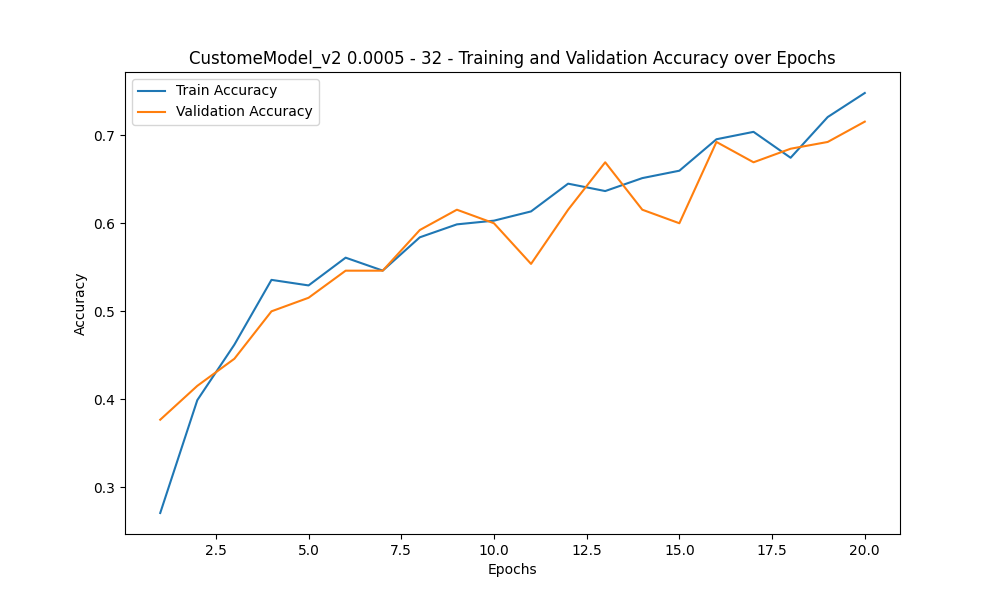 CustomeModel_v2 0.0005 - 32 - Training and Validation Accuracy over Epochs
Train Accuracy
Validation Accuracy
0.7
0.6
0.5
0.4
0.3
Accuracy
2.5 5.0 7.5 10.0 12.5 15.0 17.5 20.0
Epochs